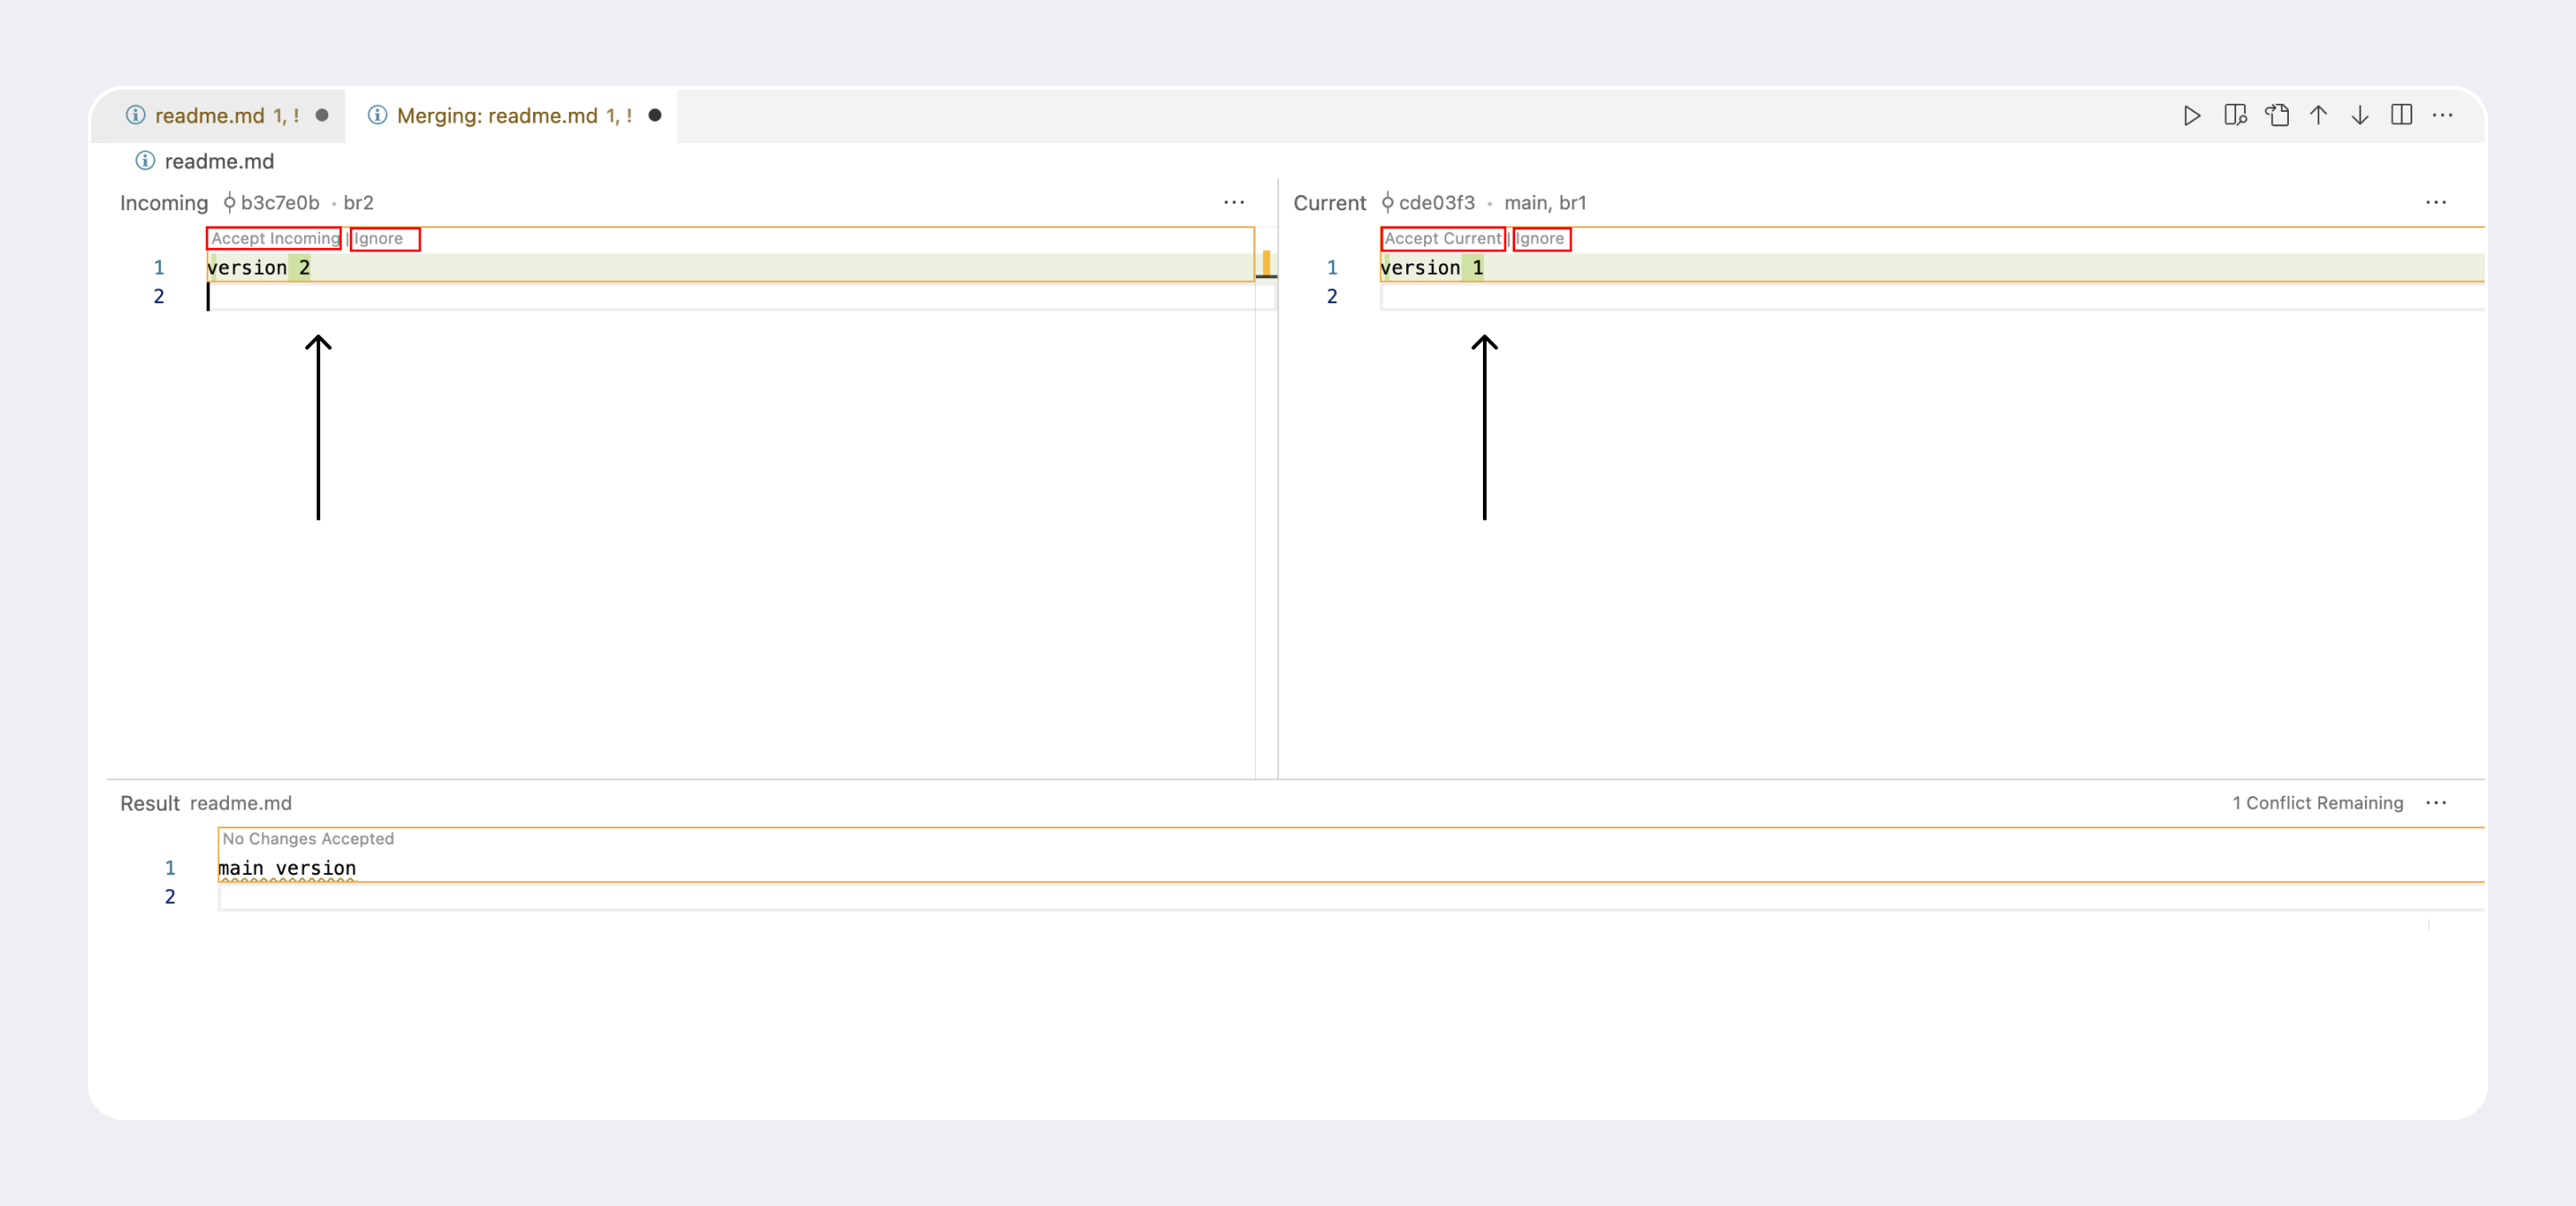 readme.md 1, ! Merging: readme.md 1, !
readme.md
Incoming b3c7e0b • br2
Accept Incoming | Ignore
1 version 2
2
Current cde03f3 • main, br1
Accept Current | Ignore
1 version 1
2
Result readme.md 1 Conflict Remaining
No Changes Accepted
1 main version
2